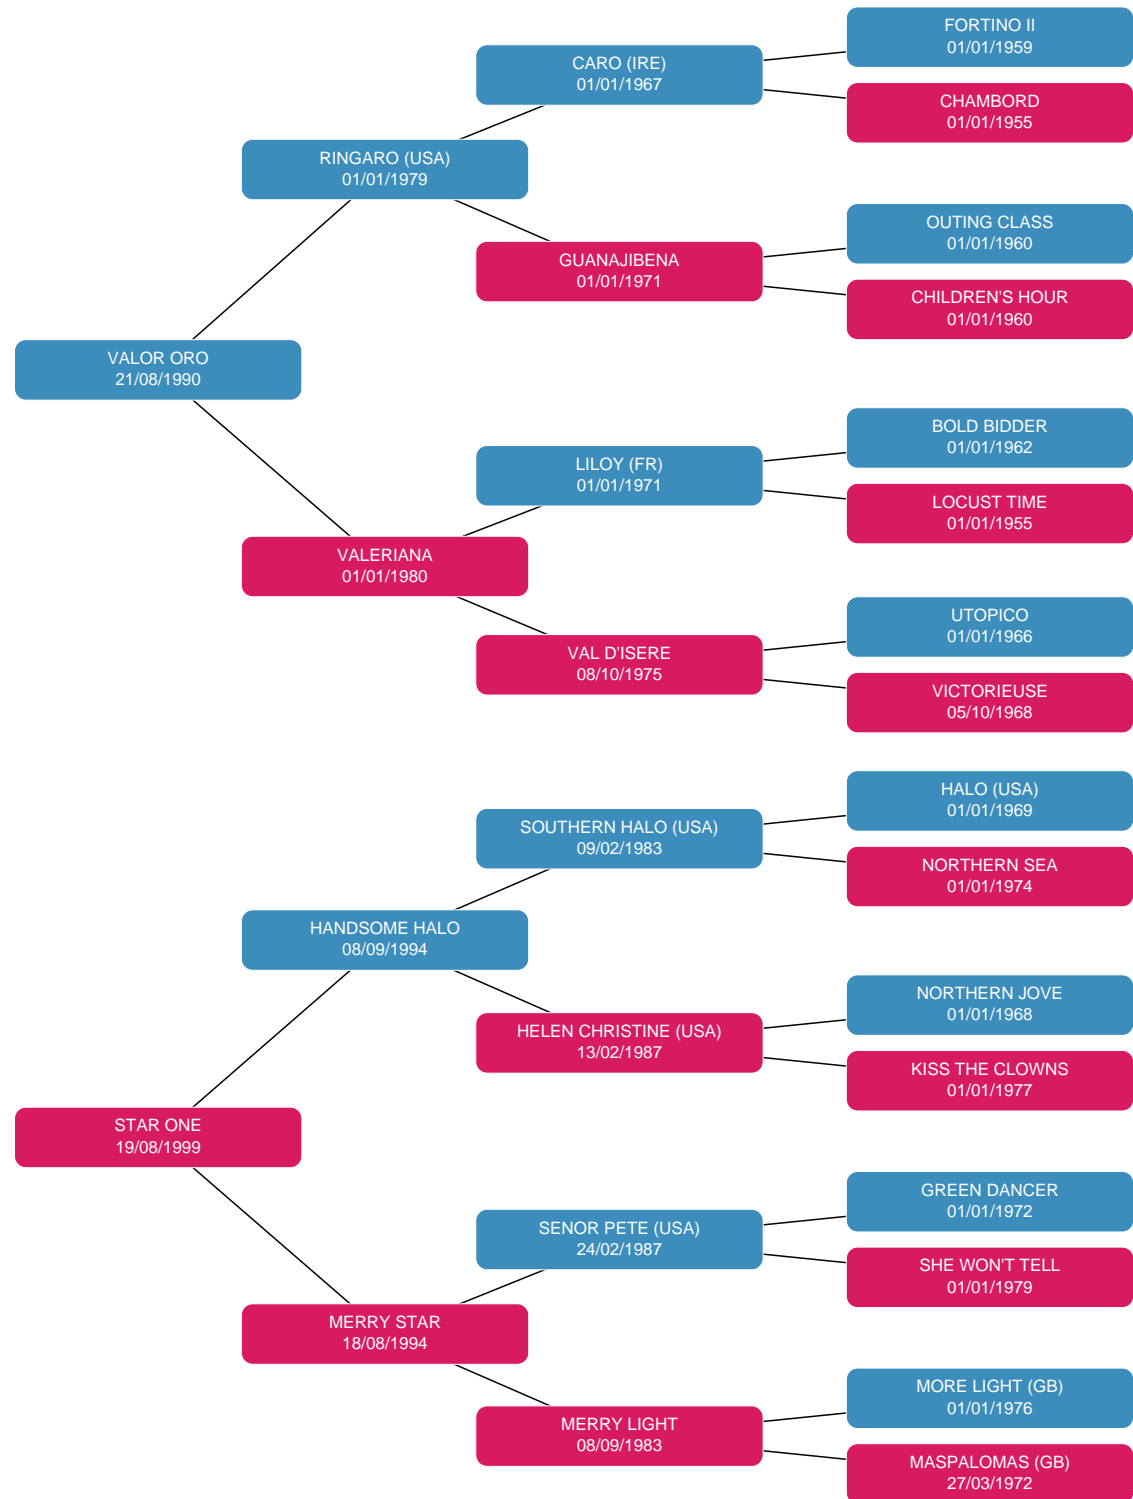 FORTINO II
01/01/1959
CARO (IRE)
01/01/1967
CHAMBORD
01/01/1955
RINGARO (USA)
01/01/1979
OUTING CLASS
01/01/1960
GUANAJIBENA
01/01/1971
CHILDREN'S HOUR
01/01/1960
VALOR ORO
21/08/1990
BOLD BIDDER
01/01/1962
LILOY (FR)
01/01/1971
LOCUST TIME
01/01/1955
VALERIANA
01/01/1980
UTOPICO
01/01/1966
VAL D'ISERE
08/10/1975
VICTORIEUSE
05/10/1968
HALO (USA)
01/01/1969
SOUTHERN HALO (USA)
09/02/1983
NORTHERN SEA
01/01/1974
HANDSOME HALO
08/09/1994
NORTHERN JOVE
01/01/1968
HELEN CHRISTINE (USA)
13/02/1987
KISS THE CLOWNS
01/01/1977
STAR ONE
19/08/1999
GREEN DANCER
01/01/1972
SENOR PETE (USA)
24/02/1987
SHE WON'T TELL
01/01/1979
MERRY STAR
18/08/1994
MORE LIGHT (GB)
01/01/1976
MERRY LIGHT
08/09/1983
MASPALOMAS (GB)
27/03/1972